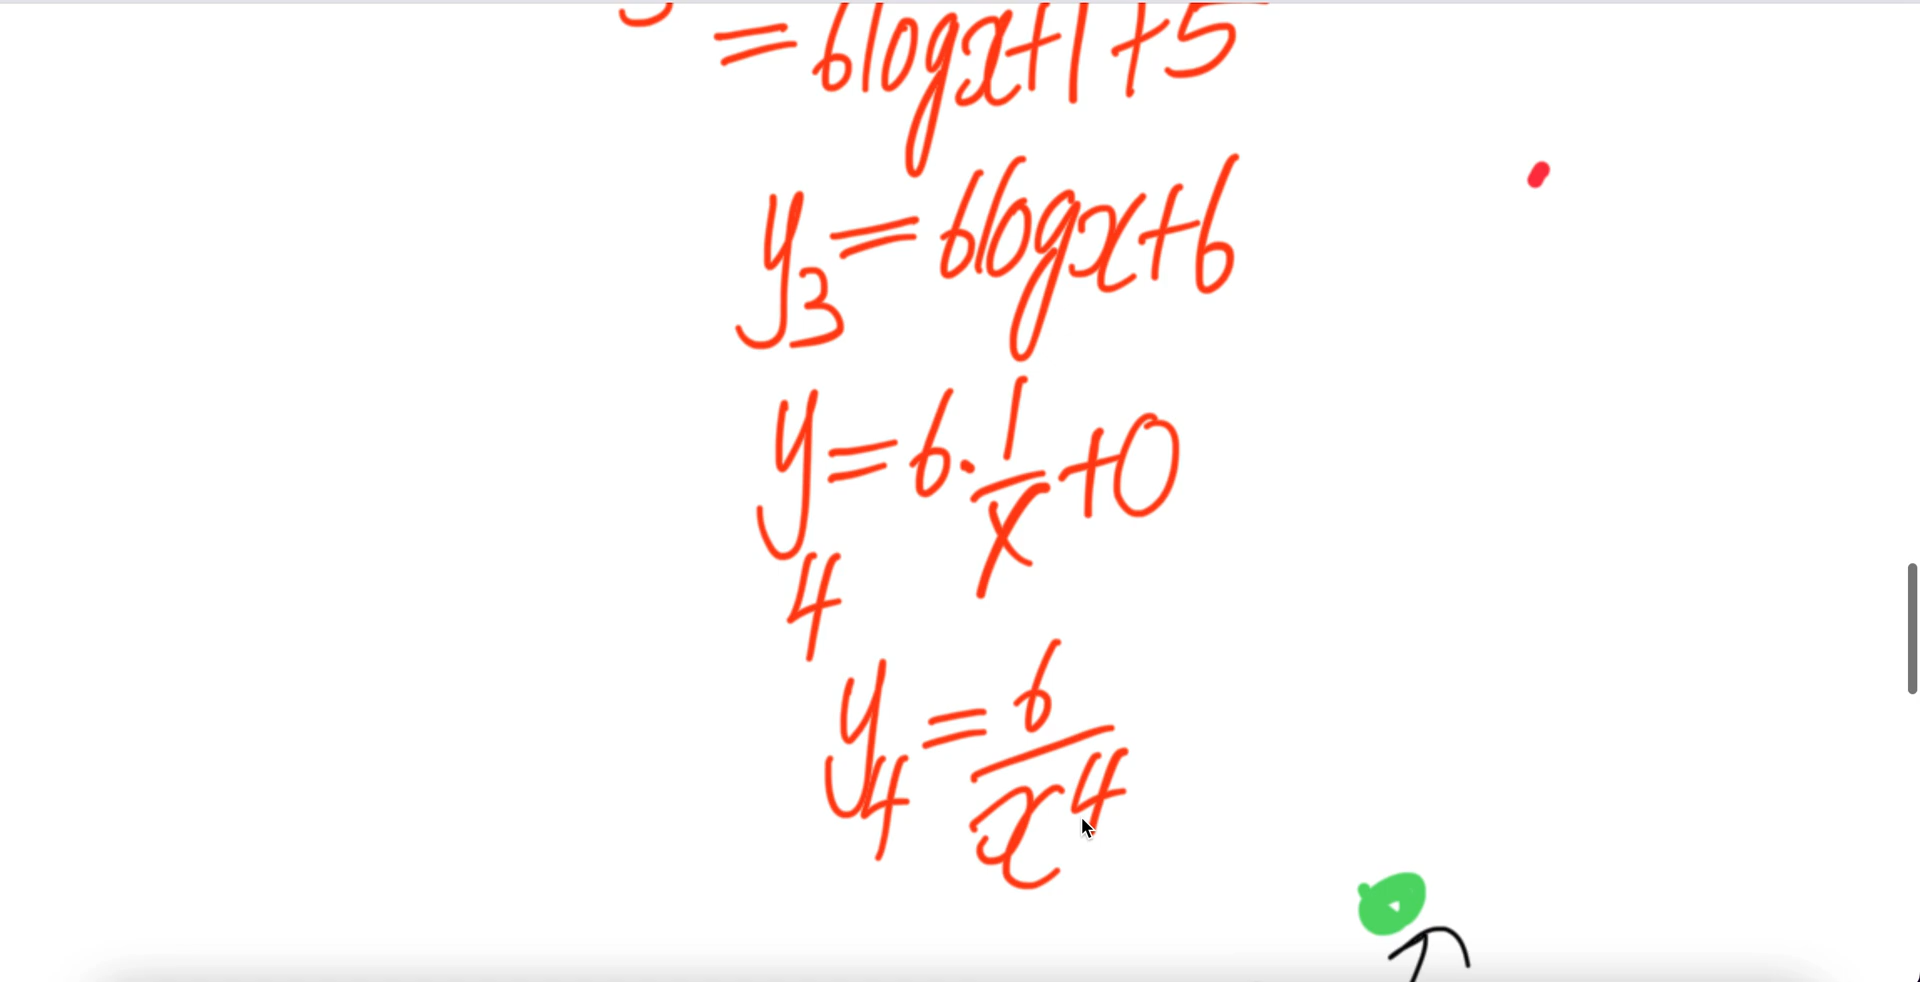 = 6logx+1+5
y₃ = 6logx+6
y₄ = 6·1/x+0
y₄ = 6/x⁴